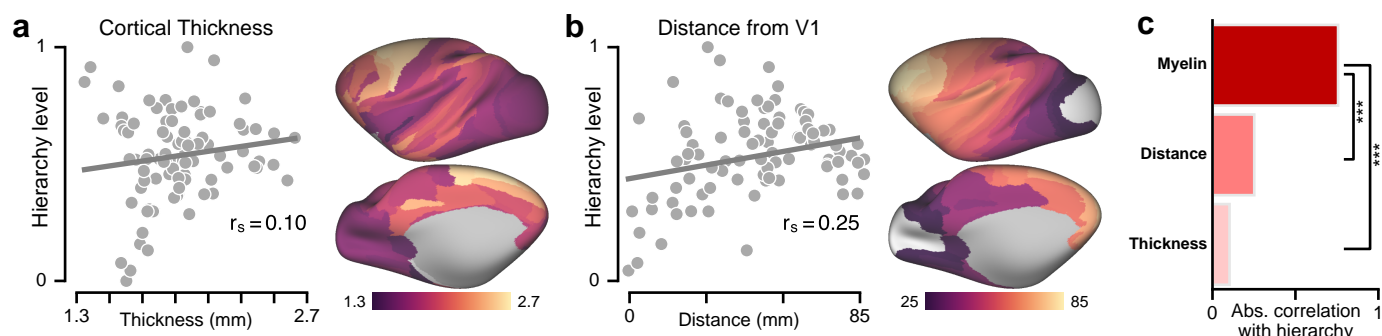 a
Cortical Thickness
1
Hierarchy level
0
r_s = 0.10
1.3
Thickness (mm)
2.7
1.3
2.7
b
Distance from V1
1
Hierarchy level
0
r_s = 0.25
0
Distance (mm)
85
25
85
c
Myelin
Distance
Thickness
***
***
0
Abs. correlation
with hierarchy
1